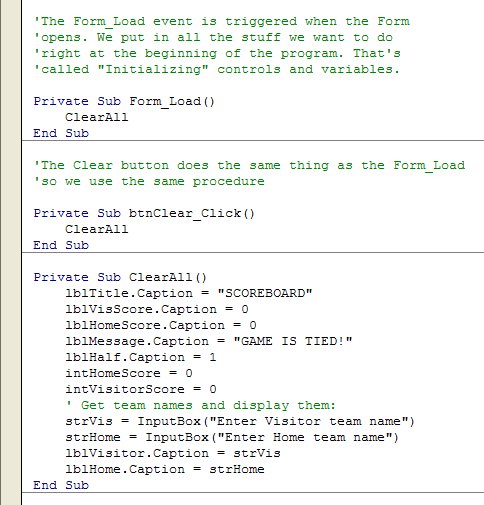 'The Form_Load event is triggered when the Form
'opens. We put in all the stuff we want to do
'right at the beginning of the program. That's
'called "Initializing" controls and variables.
Private Sub Form_Load()
ClearAll
End Sub
'The Clear button does the same thing as the Form_Load
'so we use the same procedure
Private Sub btnClear_Click()
ClearAll
End Sub
Private Sub ClearAll()
lblTitle.Caption = "SCOREBOARD"
lblVisScore.Caption = 0
lblHomeScore.Caption = 0
lblMessage.Caption = "GAME IS TIED!"
lblHalf.Caption = 1
intHomeScore = 0
intVisitorScore = 0
' Get team names and display them:
strVis = InputBox("Enter Visitor team name")
strHome = InputBox("Enter Home team name")
lblVisitor.Caption = strVis
lblHome.Caption = strHome
End Sub